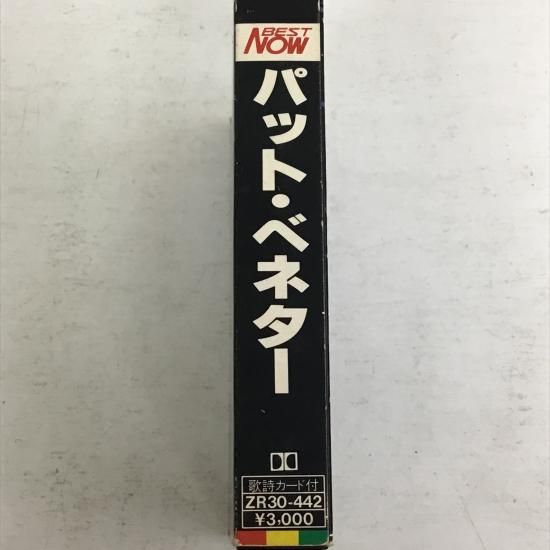 BEST
NOW
パット・ベネター
歌詩カード付
ZR30-442
¥3,000